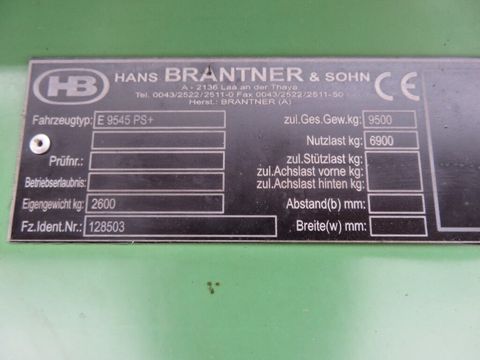 HB HANS BRANTNER & SOHN CE
A - 2136 Laa an der Thaya
Tel. 0043/2522/2511-0 Fax 0043/2522/2511-50
Herst.: BRANTNER (A)
Fahrzeugtyp: E 9545 PS+ zul.Ges.Gew.kg: 9500
Nutzlast kg: 6900
Prüfnr.: zul.Stützlast kg:
zul.Achslast vorne kg:
Betriebserlaubnis: zul.Achslast hinten kg:
Eigengewicht kg: 2600 Abstand(b) mm:
Fz.Ident.Nr.: 128503 Breite(w) mm: